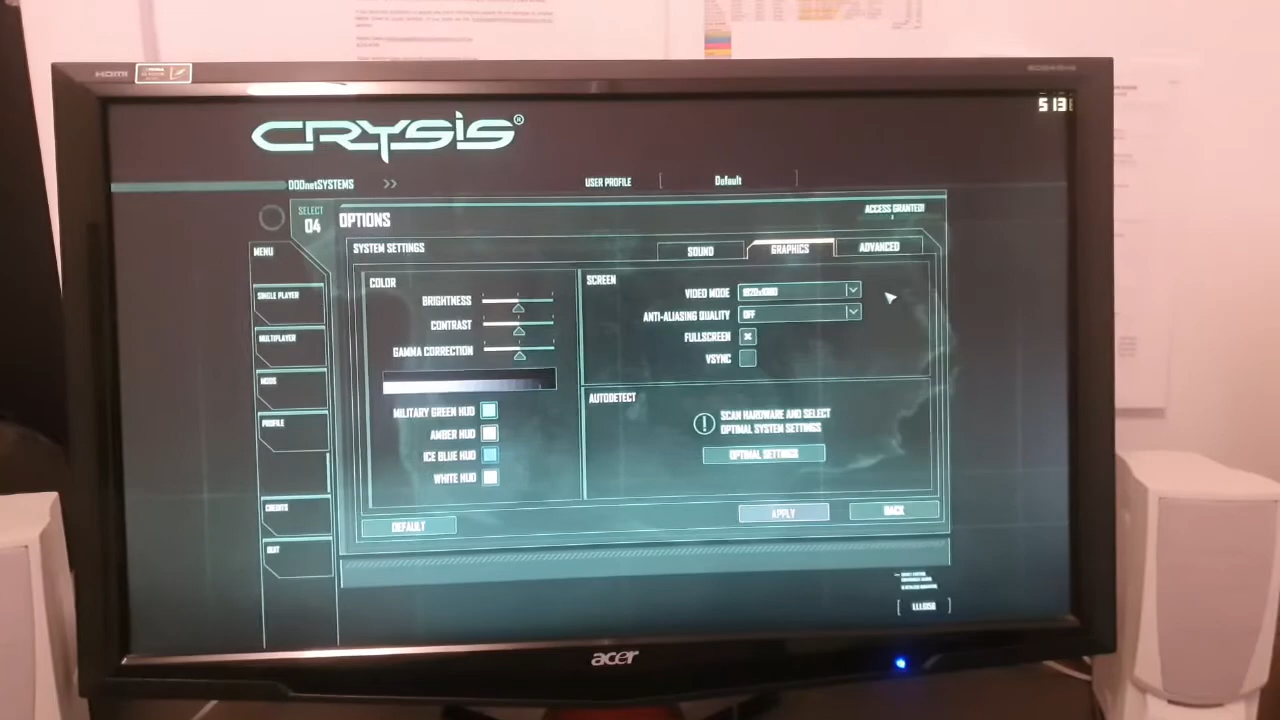 HDMI
CRYSIS®
DODnetSYSTEMS >>
USER PROFILE
Default
SELECT
04
OPTIONS
ACCESS GRANTED!
MENU
SYSTEM SETTINGS
SOUND
GRAPHICS
ADVANCED
COLOR
SCREEN
SINGLE PLAYER
BRIGHTNESS
VIDEO MODE
1920x1080
CONTRAST
ANTI-ALIASING QUALITY
OFF
MULTIPLAYER
FULLSCREEN
GAMMA CORRECTION
VSYNC
MODS
AUTODETECT
MILITARY GREEN HUD
SCAN HARDWARE AND SELECT
OPTIMAL SYSTEM SETTINGS
PROFILE
AMBER HUD
ICE BLUE HUD
OPTIMAL SETTINGS
WHITE HUD
CREDITS
DEFAULT
APPLY
BACK
QUIT
acer